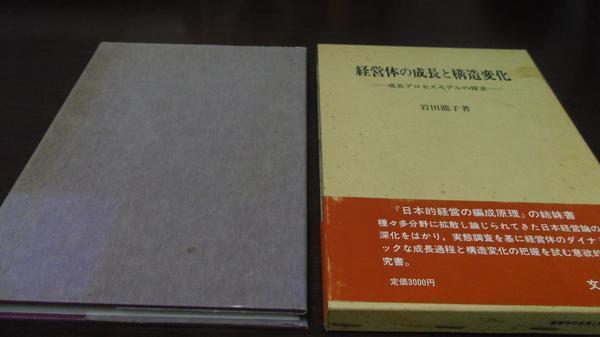 経営体の成長と構造変化
―成長プロセスモデルの探求―
岩田龍子著
『日本的経営の編成原理』の姉妹書
種々多分野に拡散し論じられてきた日本経営論の
深化をはかり，実態調査を基に経営体のダイナミ
ックな成長過程と構造変化の把握を試む意欲的
究書。
定価3000円
文